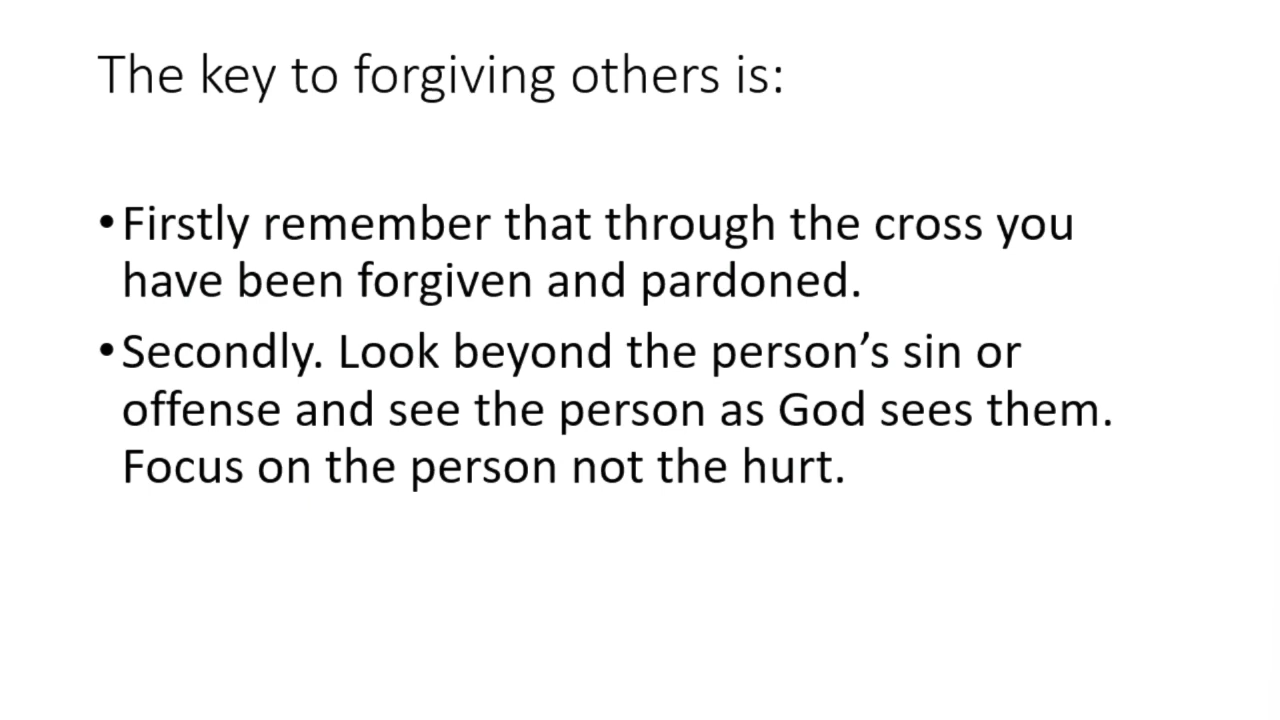 The key to forgiving others is:
•Firstly remember that through the cross you
have been forgiven and pardoned.
•Secondly. Look beyond the person’s sin or
offense and see the person as God sees them.
Focus on the person not the hurt.